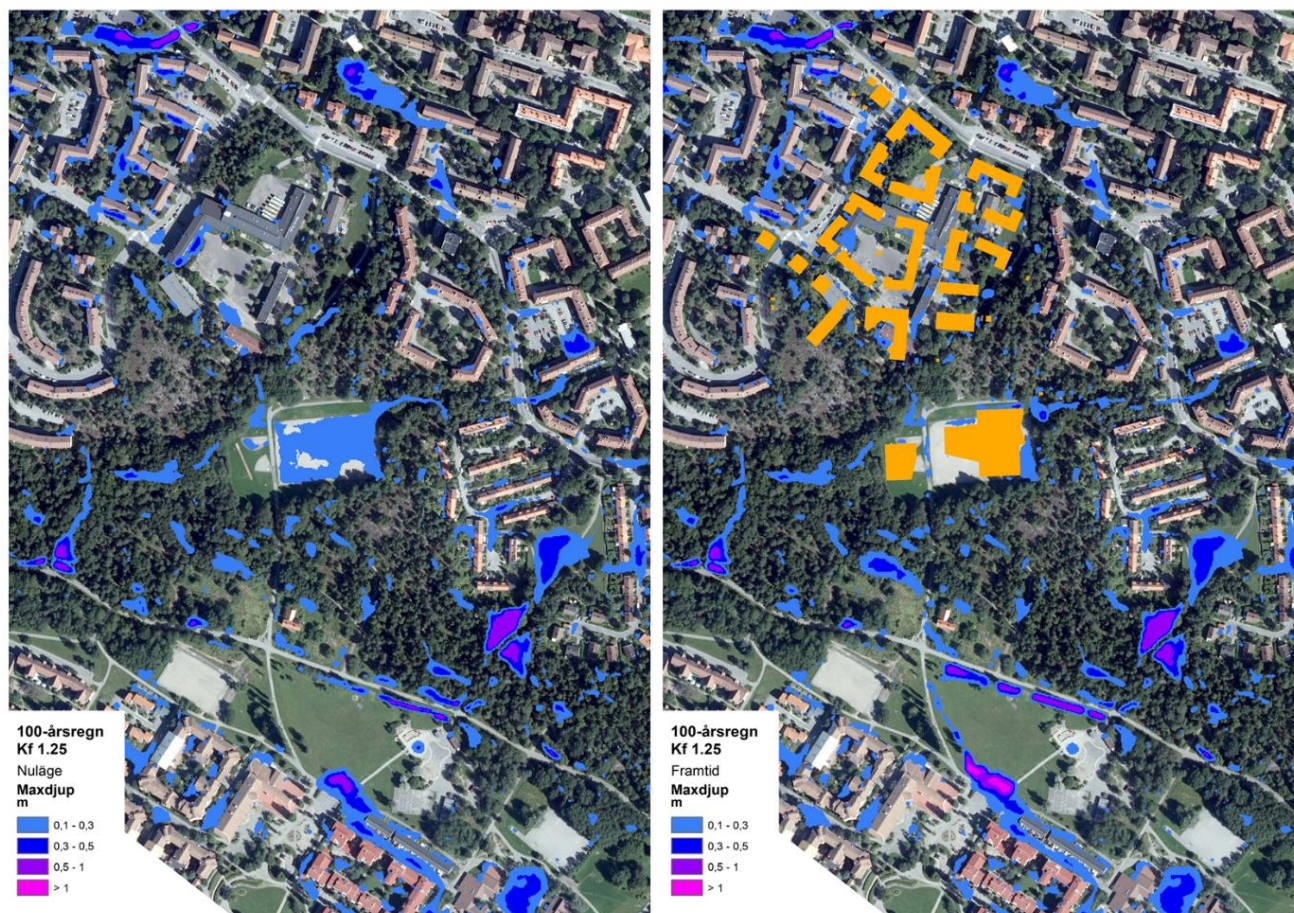 100-årsregn
Kf 1.25
Nuläge
Maxdjup
m
0,1 - 0,3
0,3 - 0,5
0,5 - 1
> 1
100-årsregn
Kf 1.25
Framtid
Maxdjup
m
0,1 - 0,3
0,3 - 0,5
0,5 - 1
> 1